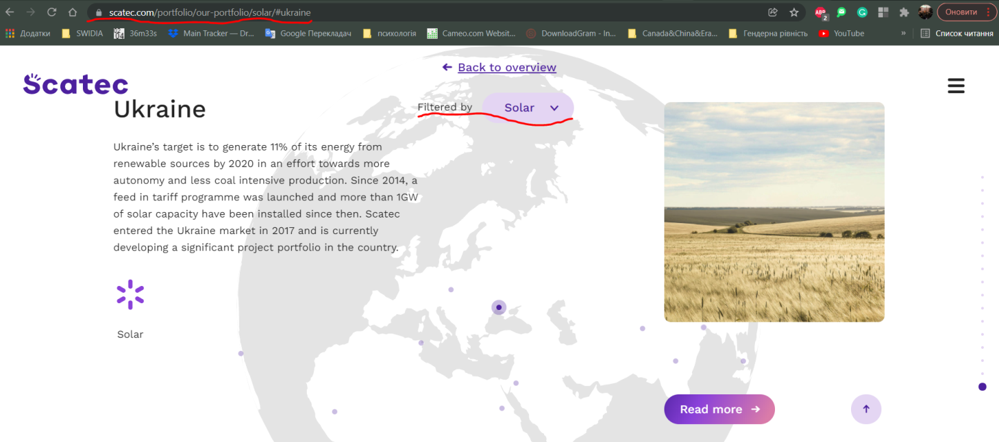 scatec.com/portfolio/our-portfolio/solar/#ukraine
ABP 2
Оновити
Додатки
SWIDIA
04
36m33s
Main Tracker — Dr...
Google Перекладач
психологія
Cameo.com Websit...
DownloadGram - In...
Canada&China&Era...
Гендерна рівність
YouTube
»
Список читання
Back to overview
Scatec
Ukraine
Filtered by
Solar
Ukraine’s target is to generate 11% of its energy from
renewable sources by 2020 in an effort towards more
autonomy and less coal intensive production. Since 2014, a
feed in tariff programme was launched and more than 1GW
of solar capacity have been installed since then. Scatec
entered the Ukraine market in 2017 and is currently
developing a significant project portfolio in the country.
Solar
Read more